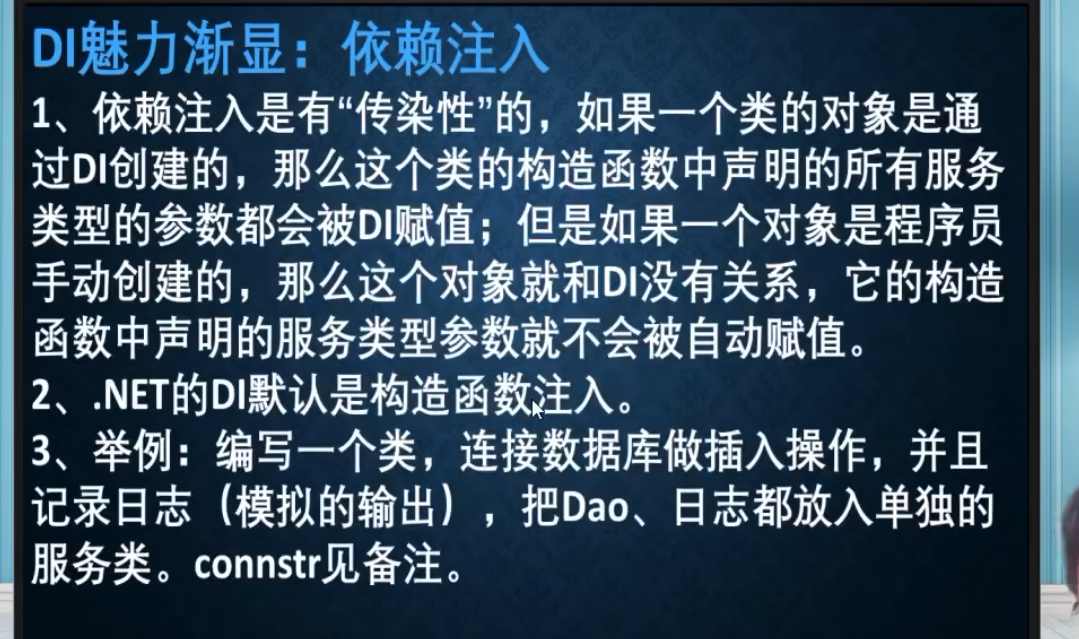 DI魅力渐显：依赖注入
1、依赖注入是有“传染性”的，如果一个类的对象是通
过DI创建的，那么这个类的构造函数中声明的所有服务
类型的参数都会被DI赋值；但是如果一个对象是程序员
手动创建的，那么这个对象就和DI没有关系，它的构造
函数中声明的服务类型参数就不会被自动赋值。
2、.NET的DI默认是构造函数注入。
3、举例：编写一个类，连接数据库做插入操作，并且
记录日志（模拟的输出），把Dao、日志都放入单独的
服务类。connstr见备注。